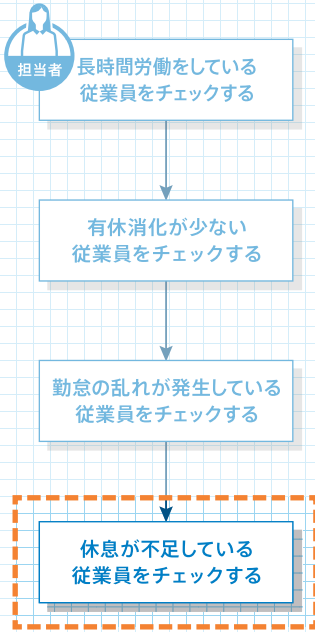 担当者
長時間労働をしている
従業員をチェックする
有休消化が少ない
従業員をチェックする
勤怠の乱れが発生している
従業員をチェックする
休息が不足している
従業員をチェックする